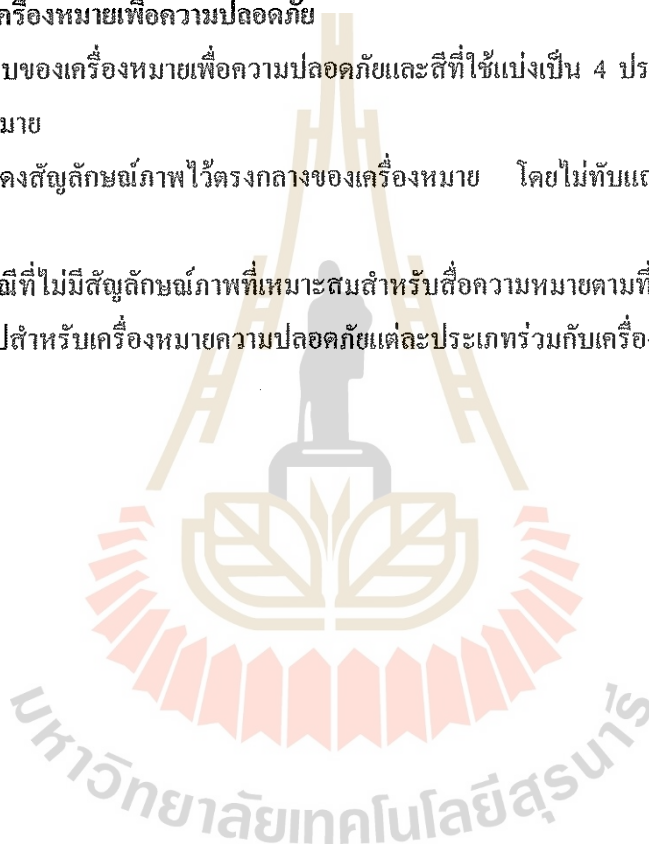 ครื่องหมายเพื่อความปลอดภัย
บของเครื่องหมายเพื่อความปลอดภัยและสีที่ใช้แบ่งเป็น 4 ประ
มาย
ดงสัญลักษณ์ภาพไว้ตรงกลางของเครื่องหมาย โดยไม่ทับแถ
ณีที่ไม่มีสัญลักษณ์ภาพที่เหมาะสมสำหรับสื่อความหมายตามที่
ปสำหรับเครื่องหมายความปลอดภัยแต่ละประเภทร่วมกับเครื่อง
มหาวิทยาลัยเทคโนโลยีสุรนารี